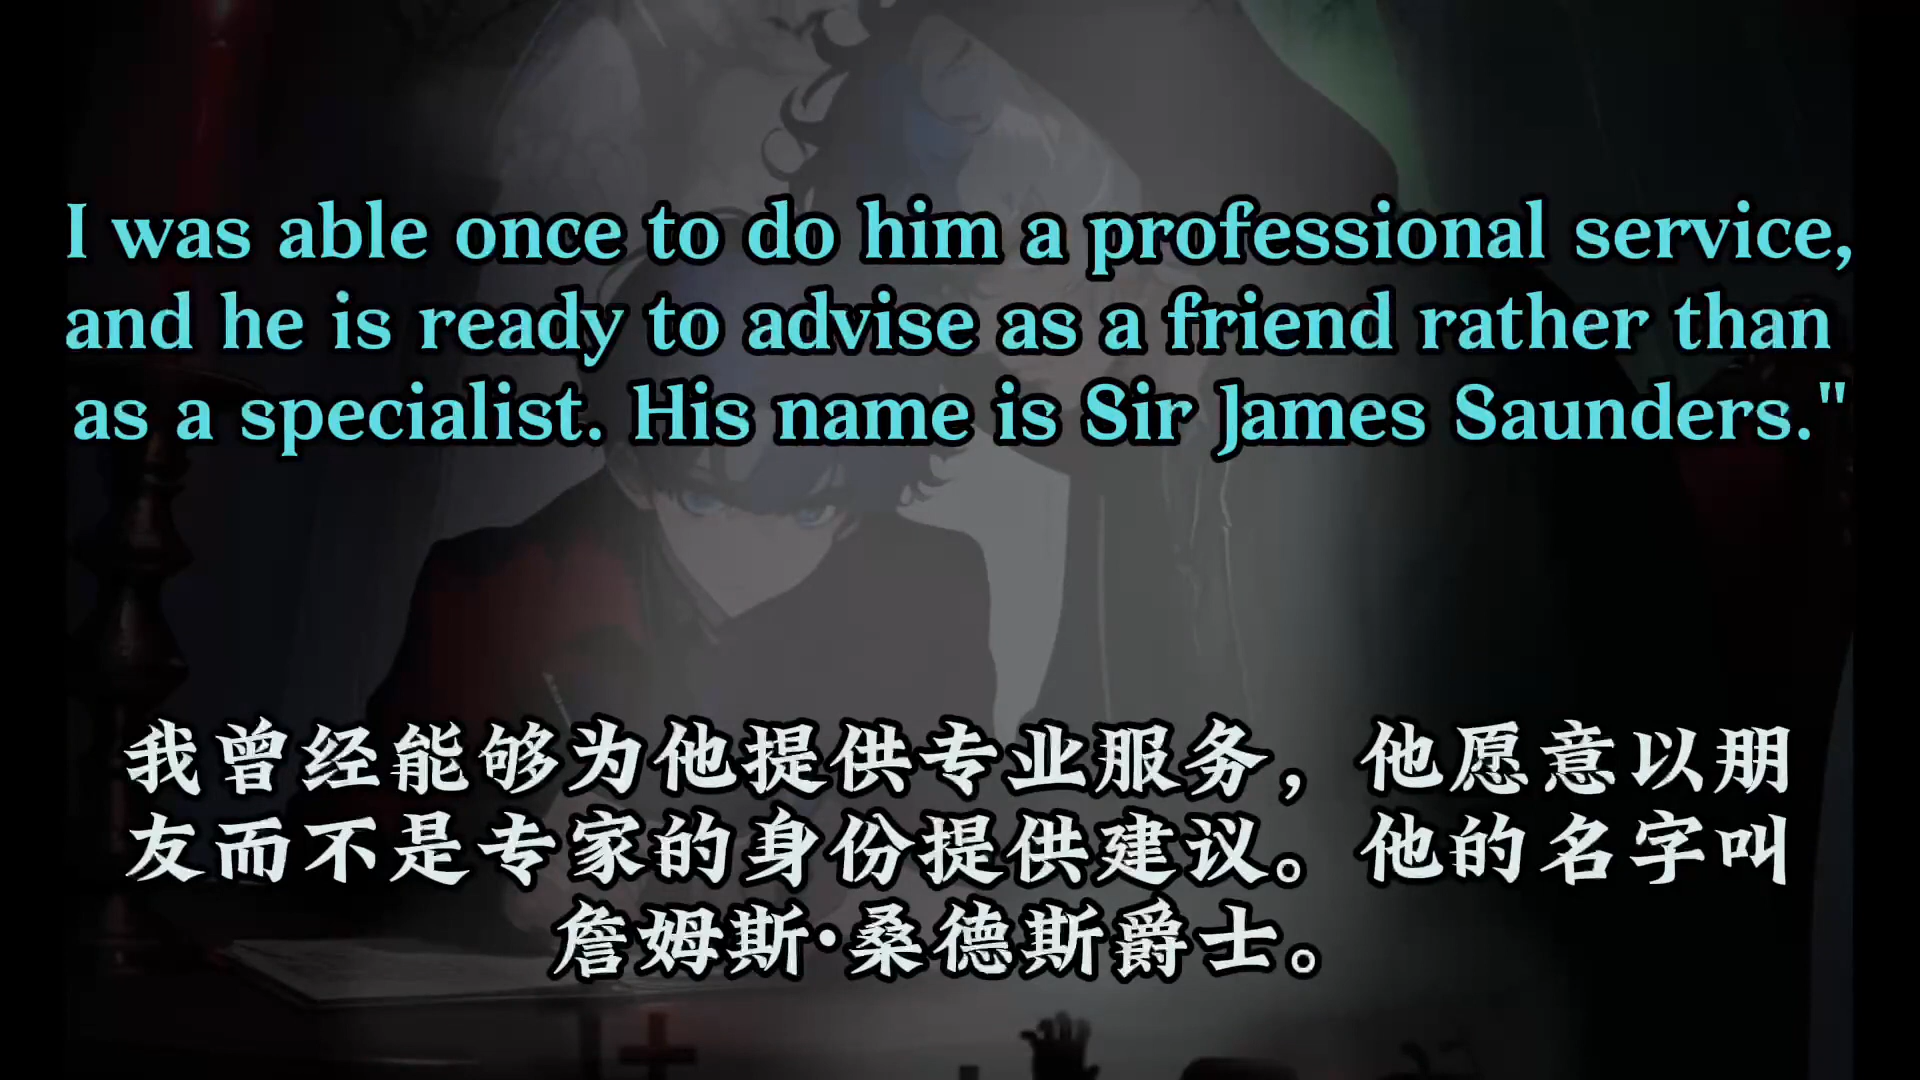 I was able once to do him a professional service,
and he is ready to advise as a friend rather than
as a specialist. His name is Sir James Saunders."
我曾经能够为他提供专业服务，他愿意以朋
友而不是专家的身份提供建议。他的名字叫
詹姆斯·桑德斯爵士。